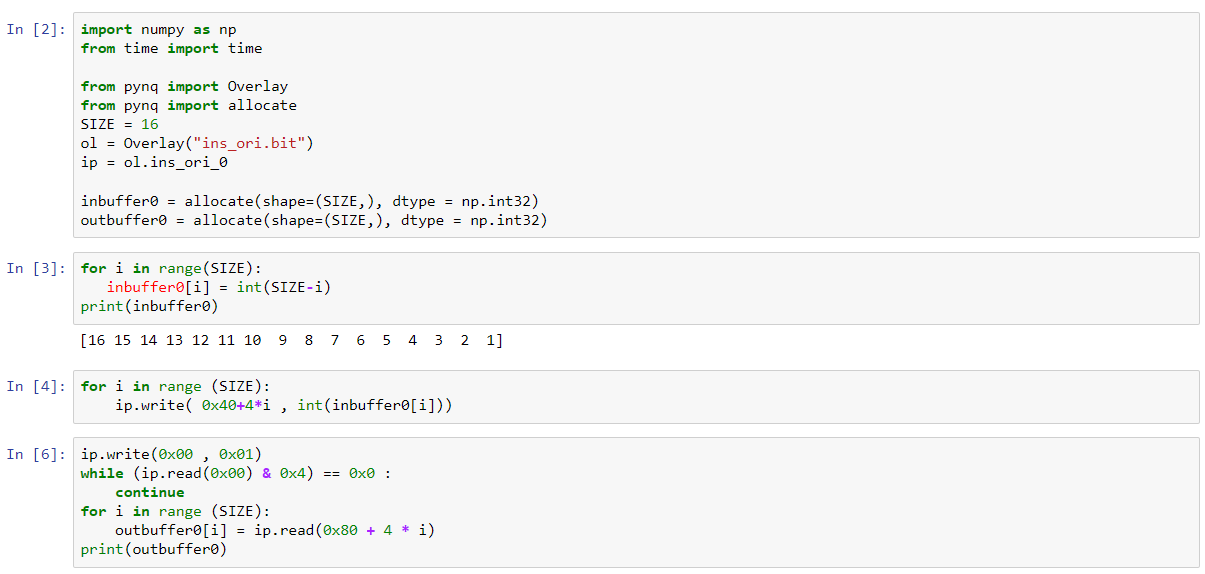 In [2]: import numpy as np
from time import time
from pynq import Overlay
from pynq import allocate
SIZE = 16
ol = Overlay("ins_ori.bit")
ip = ol.ins_ori_0
inbuffer0 = allocate(shape=(SIZE,), dtype = np.int32)
outbuffer0 = allocate(shape=(SIZE,), dtype = np.int32)
In [3]: for i in range(SIZE):
   inbuffer0[i] = int(SIZE-i)
print(inbuffer0)
[16 15 14 13 12 11 10  9  8  7  6  5  4  3  2  1]
In [4]: for i in range (SIZE):
    ip.write( 0x40+4*i , int(inbuffer0[i]))
In [6]: ip.write(0x00 , 0x01)
while (ip.read(0x00) & 0x4) == 0x0 :
    continue
for i in range (SIZE):
    outbuffer0[i] = ip.read(0x80 + 4 * i)
print(outbuffer0)